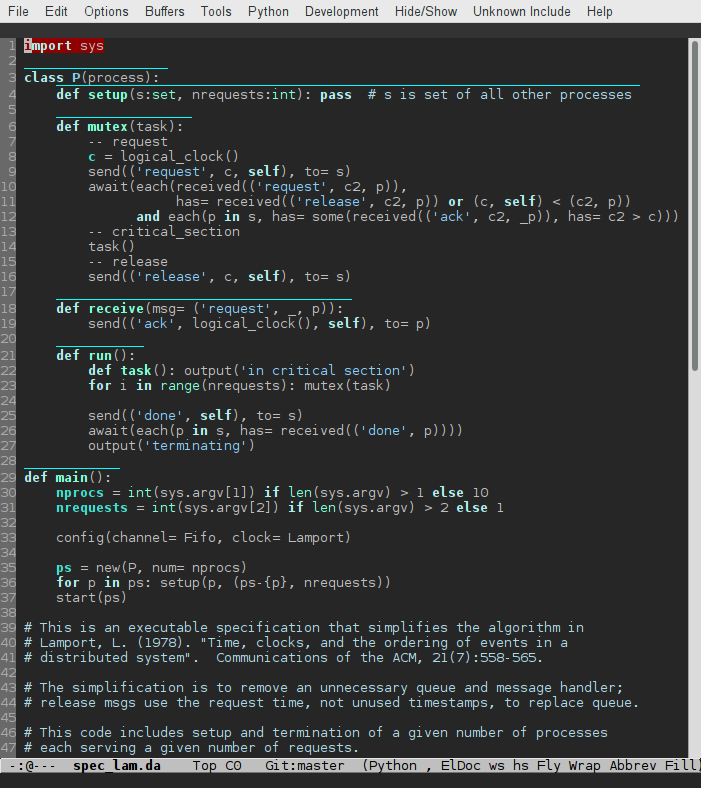 File Edit Options Buffers Tools Python Development Hide/Show Unknown Include Help
1 import sys
2
3 class P(process):
4     def setup(s:set, nrequests:int): pass  # s is set of all other processes
5
6     def mutex(task):
7         -- request
8         c = logical_clock()
9         send(('request', c, self), to= s)
10         await(each(received(('request', c2, p)),
11                    has= received(('release', c2, p)) or (c, self) < (c2, p))
12               and each(p in s, has= some(received(('ack', c2, _p)), has= c2 > c)))
13         -- critical_section
14         task()
15         -- release
16         send(('release', c, self), to= s)
17
18     def receive(msg= ('request', _, p)):
19         send(('ack', logical_clock(), self), to= p)
20
21     def run():
22         def task(): output('in critical section')
23         for i in range(nrequests): mutex(task)
24
25         send(('done', self), to= s)
26         await(each(p in s, has= received(('done', p))))
27         output('terminating')
28
29 def main():
30     nprocs = int(sys.argv[1]) if len(sys.argv) > 1 else 10
31     nrequests = int(sys.argv[2]) if len(sys.argv) > 2 else 1
32
33     config(channel= Fifo, clock= Lamport)
34
35     ps = new(P, num= nprocs)
36     for p in ps: setup(p, (ps-{p}, nrequests))
37     start(ps)
38
39 # This is an executable specification that simplifies the algorithm in
40 # Lamport, L. (1978). "Time, clocks, and the ordering of events in a
41 # distributed system".  Communications of the ACM, 21(7):558-565.
42
43 # The simplification is to remove an unnecessary queue and message handler;
44 # release msgs use the request time, not unused timestamps, to replace queue.
45
46 # This code includes setup and termination of a given number of processes
47 # each serving a given number of requests.
-:@---  spec_lam.da    Top C0   Git:master  (Python , ElDoc ws hs Fly Wrap Abbrev Fill)